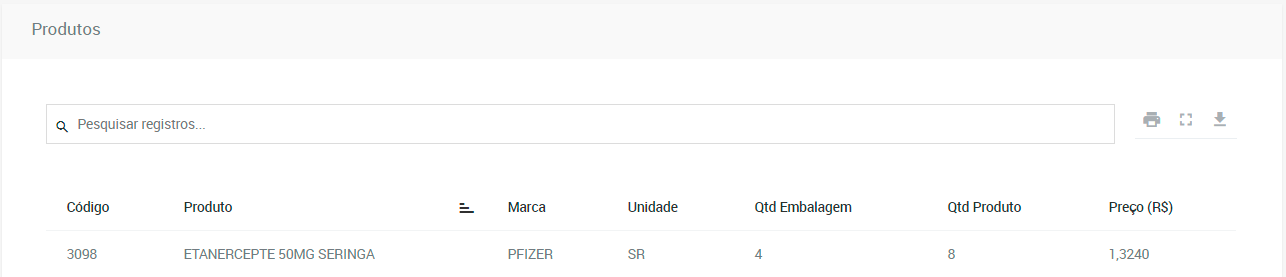 Produtos
Pesquisar registros...
Código Produto Marca Unidade Qtd Embalagem Qtd Produto Preço (R$)
3098 ETANERCEPTE 50MG SERINGA PFIZER SR 4 8 1,3240